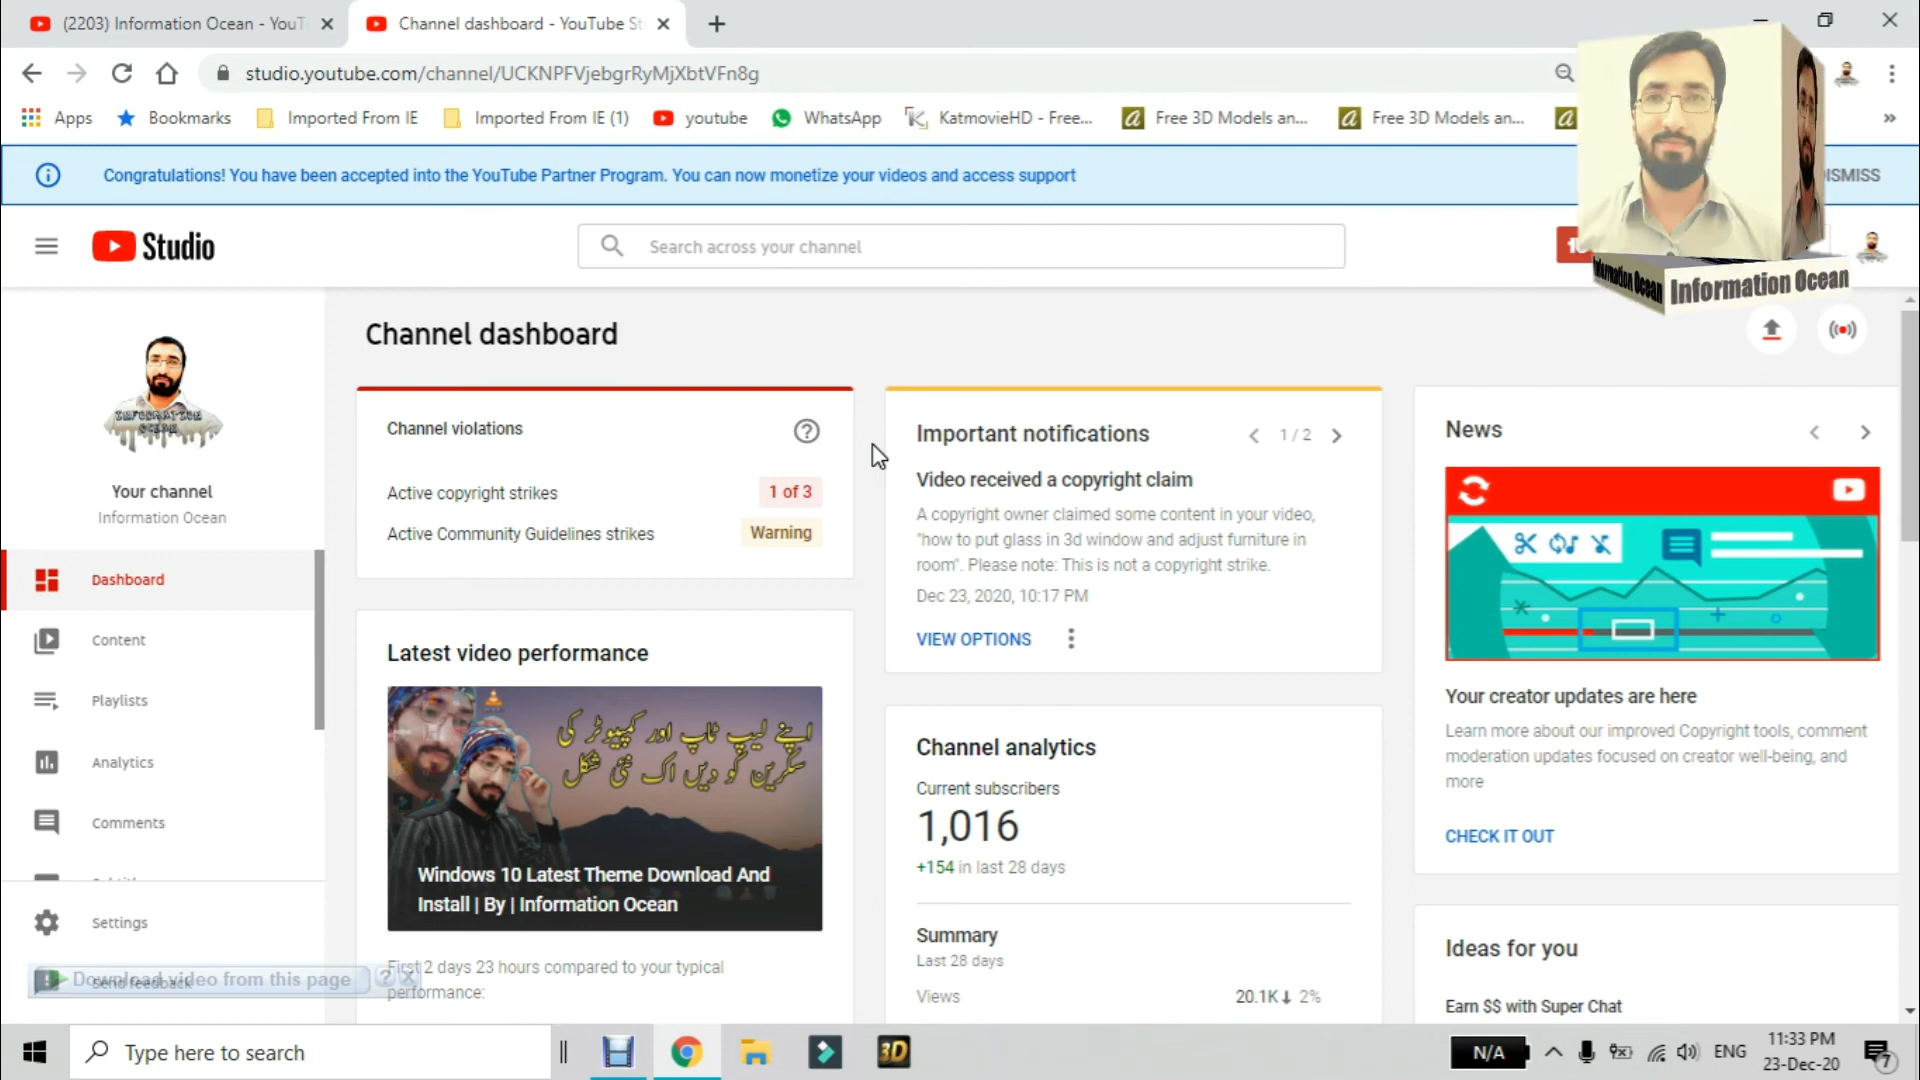 (2203) Information Ocean - YouT
Channel dashboard - YouTube St
studio.youtube.com/channel/UCKNPFVjebgrRyMjXbtVFn8g
Apps
Bookmarks
Imported From IE
Imported From IE (1)
youtube
WhatsApp
KatmovieHD - Free...
Free 3D Models an...
Free 3D Models an...
Congratulations! You have been accepted into the YouTube Partner Program. You can now monetize your videos and access support
ISMISS
Studio
Search across your channel
Information Ocean
Information Ocean
Channel dashboard
INFORMATION
OCEAN
Your channel
Information Ocean
Dashboard
Content
Playlists
Analytics
Comments
Settings
Send feedback
Download video from this page
Channel violations
Active copyright strikes
1 of 3
Active Community Guidelines strikes
Warning
Latest video performance
اپنے لیپ ٹاپ اور کمپیوٹر کی
سکرین کو دیں اک نئی شکل
Windows 10 Latest Theme Download And
Install | By | Information Ocean
First 2 days 23 hours compared to your typical
performance:
Important notifications
1 / 2
Video received a copyright claim
A copyright owner claimed some content in your video,
"how to put glass in 3d window and adjust furniture in
room". Please note: This is not a copyright strike.
Dec 23, 2020, 10:17 PM
VIEW OPTIONS
Channel analytics
Current subscribers
1,016
+154 in last 28 days
Summary
Last 28 days
Views
20.1K 2%
News
Your creator updates are here
Learn more about our improved Copyright tools, comment
moderation updates focused on creator well-being, and
more
CHECK IT OUT
Ideas for you
Earn $$ with Super Chat
Type here to search
3D
N/A
ENG
11:33 PM
23-Dec-20
7